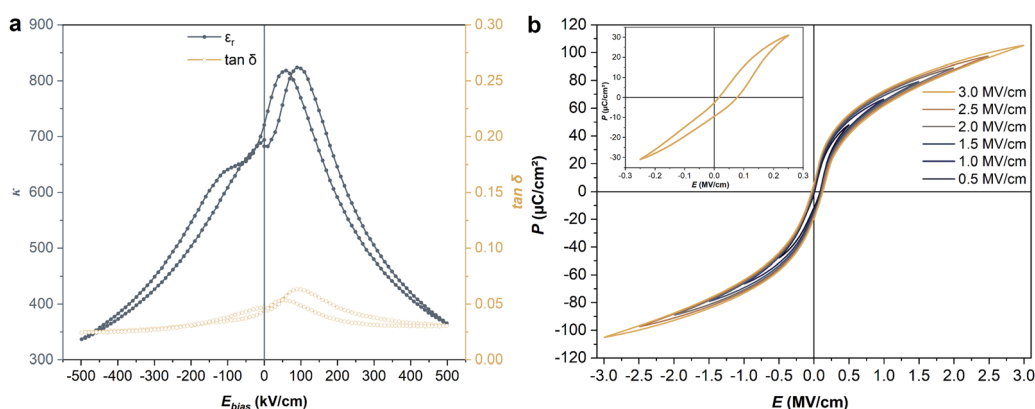 a
900
800
700
600
500
400
300
κ
0.30
0.25
0.20
0.15
0.10
0.05
0.00
tan δ
εr
tan δ
-500 -400 -300 -200 -100 0 100 200 300 400 500
Ebias (kV/cm)
b
120
100
80
60
40
20
0
-20
-40
-60
-80
-100
-120
P (µC/cm²)
30
20
10
0
-10
-20
-30
P (µC/cm²)
-0.3 -0.2 -0.1 0.0 0.1 0.2 0.3
E (MV/cm)
3.0 MV/cm
2.5 MV/cm
2.0 MV/cm
1.5 MV/cm
1.0 MV/cm
0.5 MV/cm
-3.0 -2.5 -2.0 -1.5 -1.0 -0.5 0.0 0.5 1.0 1.5 2.0 2.5 3.0
E (MV/cm)